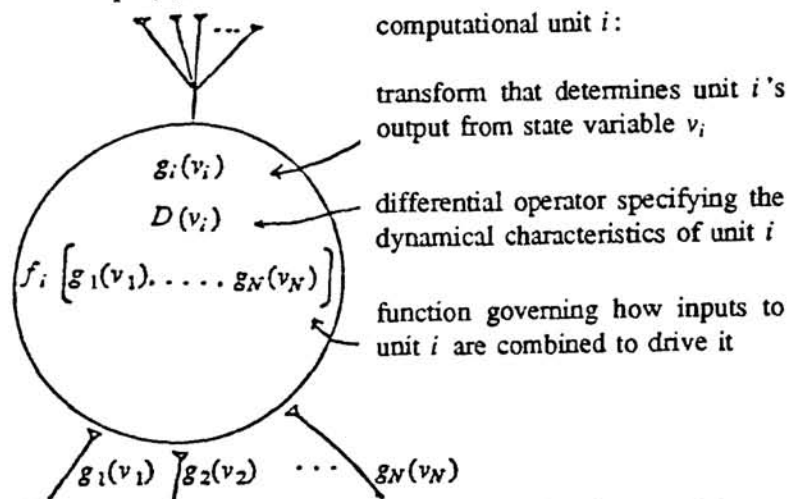 ...
computational unit i:
transform that determines unit i's
output from state variable v_i
g_i(v_i)
D(v_i)
differential operator specifying the
dynamical characteristics of unit i
f_i [g_1(v_1). . . . . g_N(v_N)]
function governing how inputs to
unit i are combined to drive it
g_1(v_1) g_2(v_2) ... g_N(v_N)